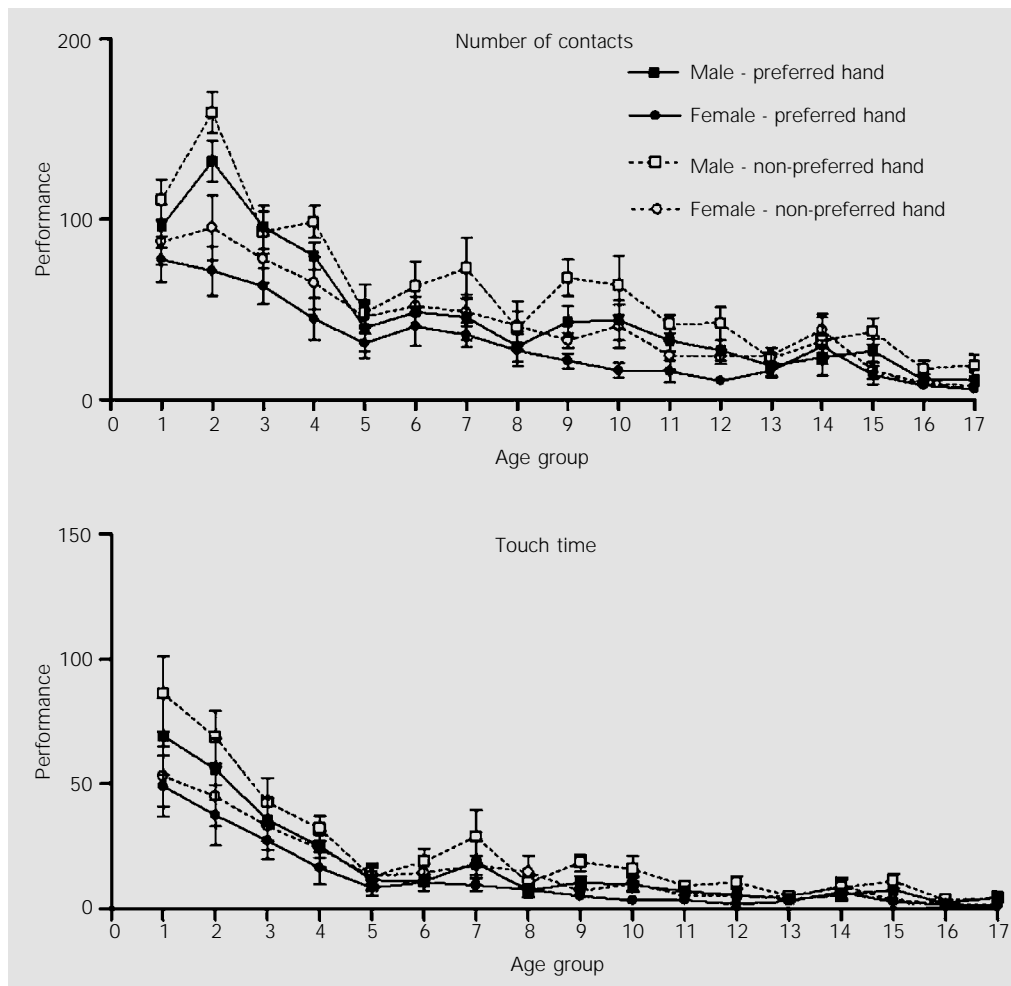 Number of contacts
200
100
0
Performance
Male - preferred hand
Female - preferred hand
Male - non-preferred hand
Female - non-preferred hand
0 1 2 3 4 5 6 7 8 9 10 11 12 13 14 15 16 17
Age group
Touch time
150
100
50
0
Performance
0 1 2 3 4 5 6 7 8 9 10 11 12 13 14 15 16 17
Age group